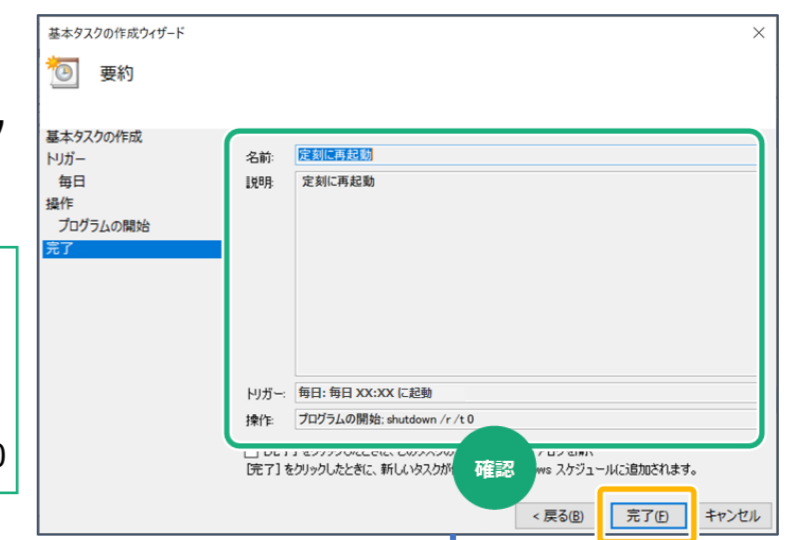 基本タスクの作成ウィザード
要約
基本タスクの作成
トリガー
毎日
操作
プログラムの開始
完了
名前:
定刻に再起動
説明:
定刻に再起動
トリガー:
毎日: 毎日 XX:XX に起動
操作:
プログラムの開始: shutdown /r /t 0
確認
[完了] をクリックしたときに、新しいタスクが
ws スケジュールに追加されます。
< 戻る(B)
完了(F)
キャンセル